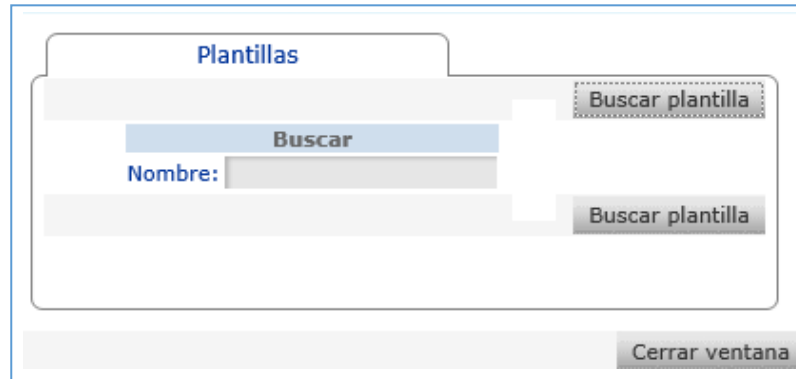 Plantillas
Buscar plantilla
Buscar
Nombre:
Buscar plantilla
Cerrar ventana